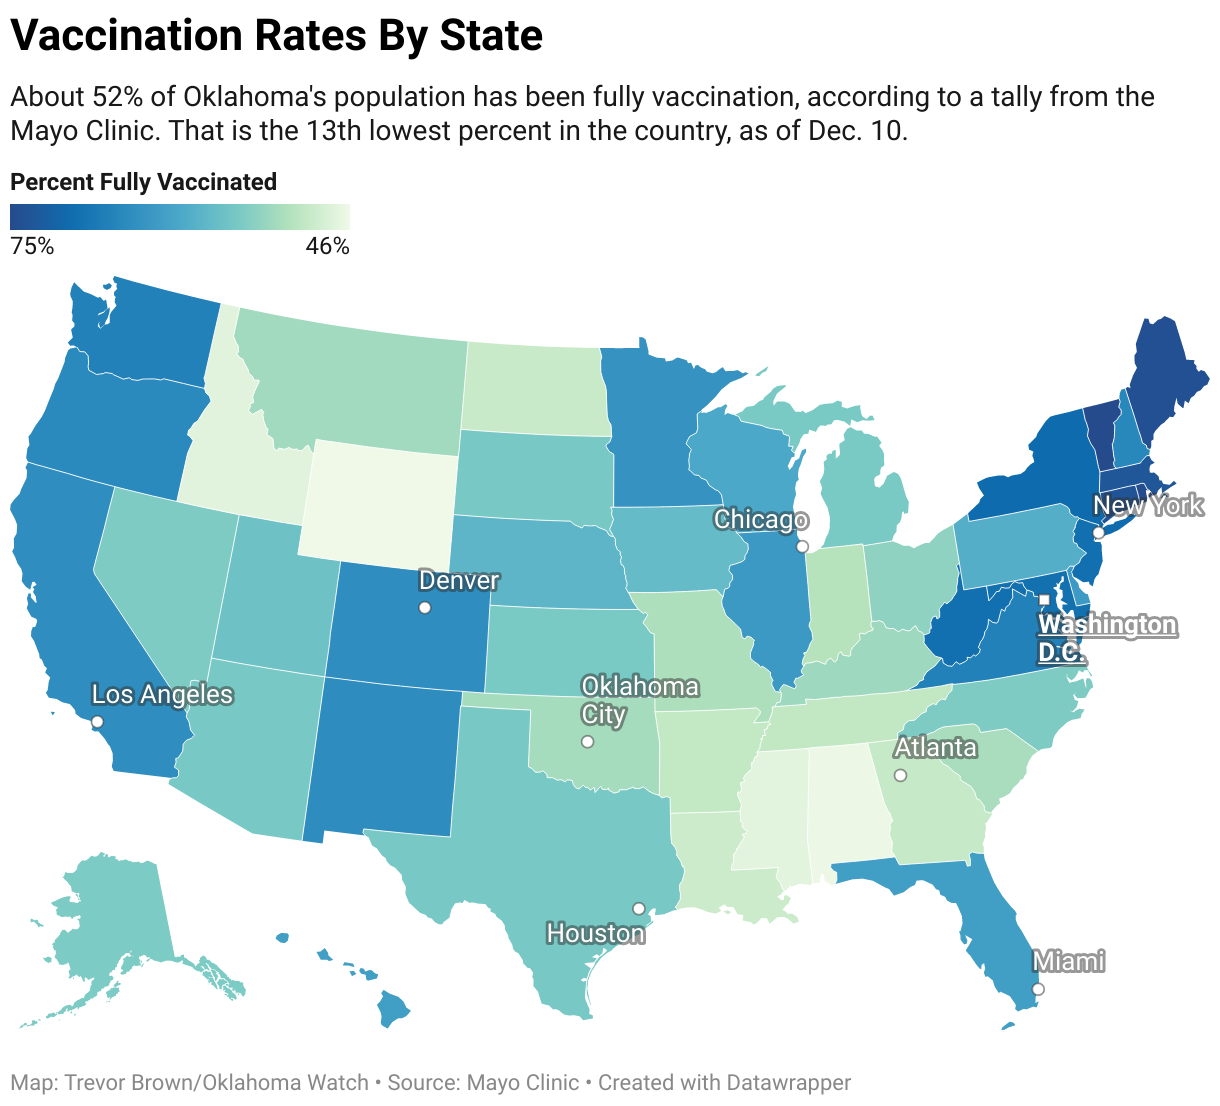 Vaccination Rates By State
About 52% of Oklahoma's population has been fully vaccination, according to a tally from the
Mayo Clinic. That is the 13th lowest percent in the country, as of Dec. 10.
Percent Fully Vaccinated
75% 46%
New York
Chicago
Denver
Washington
D.C.
Los Angeles
Oklahoma
City
Atlanta
Houston
Miami
Map: Trevor Brown/Oklahoma Watch • Source: Mayo Clinic • Created with Datawrapper